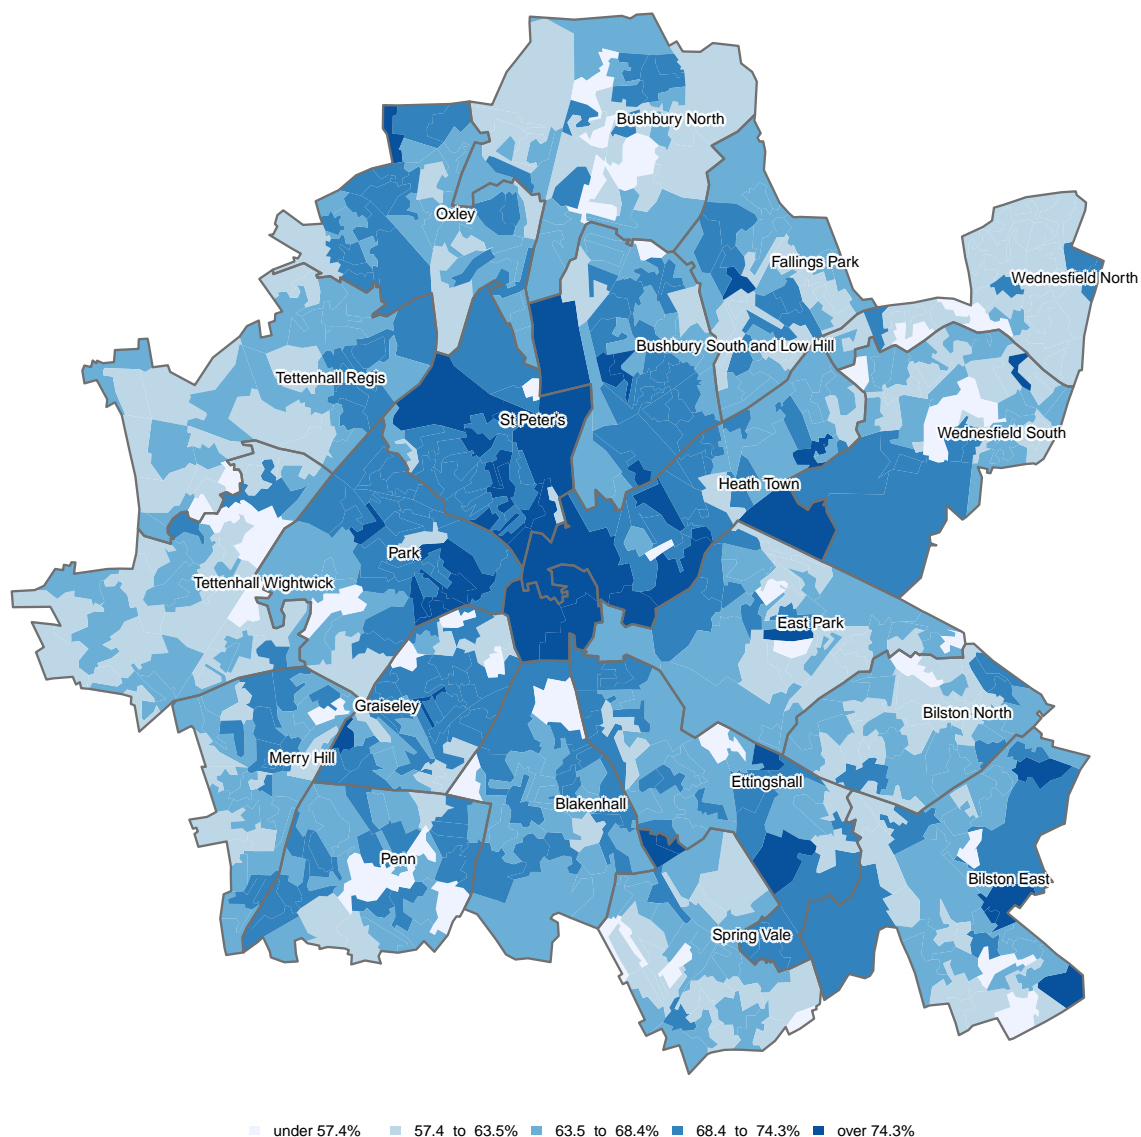 Bushbury North
Oxley
Fallings Park
Wednesfield North
Bushbury South and Low Hill
Tettenhall Regis
St Peter's
Wednesfield South
Heath Town
Park
Tettenhall Wightwick
East Park
Graiseley
Bilston North
Merry Hill
Ettingshall
Blakenhall
Penn
Bilston East
Spring Vale
under 57.4% 57.4 to 63.5% 63.5 to 68.4% 68.4 to 74.3% over 74.3%